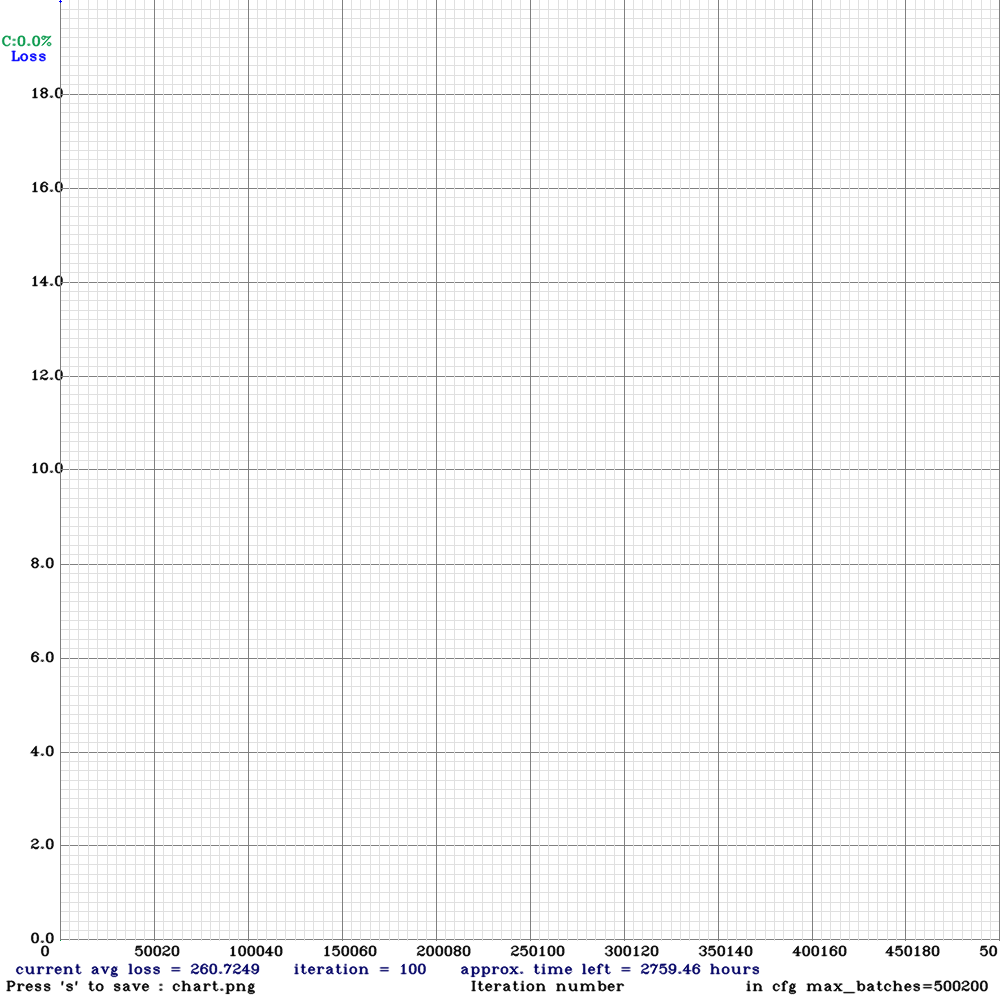 C:0.0%
Loss
18.0
16.0
14.0
12.0
10.0
8.0
6.0
4.0
2.0
0.0
0 50020 100040 150060 200080 250100 300120 350140 400160 450180 50
current avg loss = 260.7249 iteration = 100 approx. time left = 2759.46 hours
Press 's' to save : chart.png Iteration number in cfg max_batches=500200